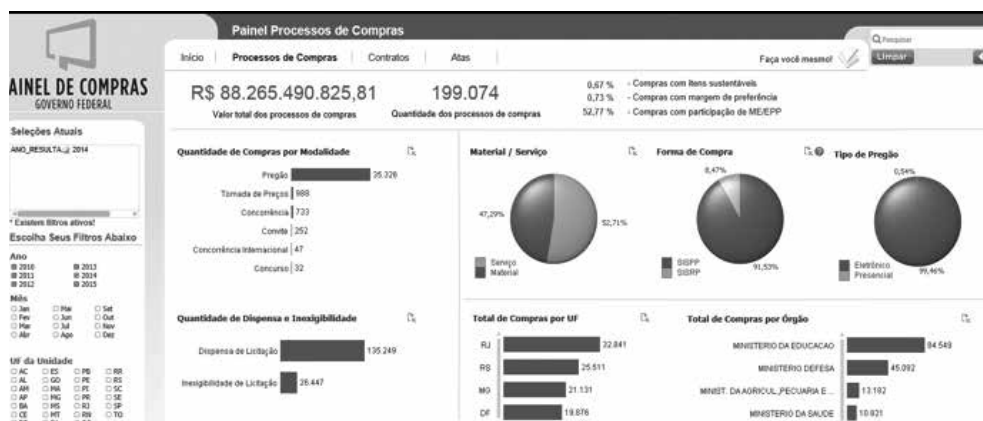 Painel Processos de Compras
Pesquisar
Início Processos de Compras Contratos Atas Faça você mesmo! Limpar
AINEL DE COMPRAS
GOVERNO FEDERAL
R$ 88.265.490.825,81
Valor total dos processos de compras
199.074
Quantidade dos processos de compras
0,67 % - Compras com itens sustentáveis
0,73 % - Compras com margem de preferência
52,77 % - Compras com participação de ME/EPP
Seleções Atuais
ANO_RESULTA... 2014
* Existem filtros ativos!
Escolha Seus Filtros Abaixo
Ano
2010 2013
2011 2014
2012 2015
Mês
Jan Mai Set
Fev Jun Out
Mar Jul Nov
Abr Ago Dez
UF da Unidade
AC ES PB RR
AL GO PE RS
AM MA PI SC
AP MG PR SE
BA MS RJ SP
CE MT RN TO
Quantidade de Compras por Modalidade
Pregão 35.326
Tomada de Preços 988
Concorrência 733
Convite 252
Concorrência Internacional 47
Concurso 32
Material / Serviço
47,29%
52,71%
Serviço
Material
Forma de Compra
8,47%
91,53%
SISPP
SISRP
Tipo de Pregão
0,54%
99,46%
Eletrônico
Presencial
Quantidade de Dispensa e Inexigibilidade
Dispensa de Licitação 135.249
Inexigibilidade de Licitação 26.447
Total de Compras por UF
RJ 32.841
RS 25.511
MG 21.131
DF 19.876
Total de Compras por Órgão
MINISTERIO DA EDUCACAO 84.549
MINISTERIO DEFESA 45.092
MINIST. DA AGRICUL.,PECUARIA E ... 13.182
MINISTERIO DA SAUDE 10.921